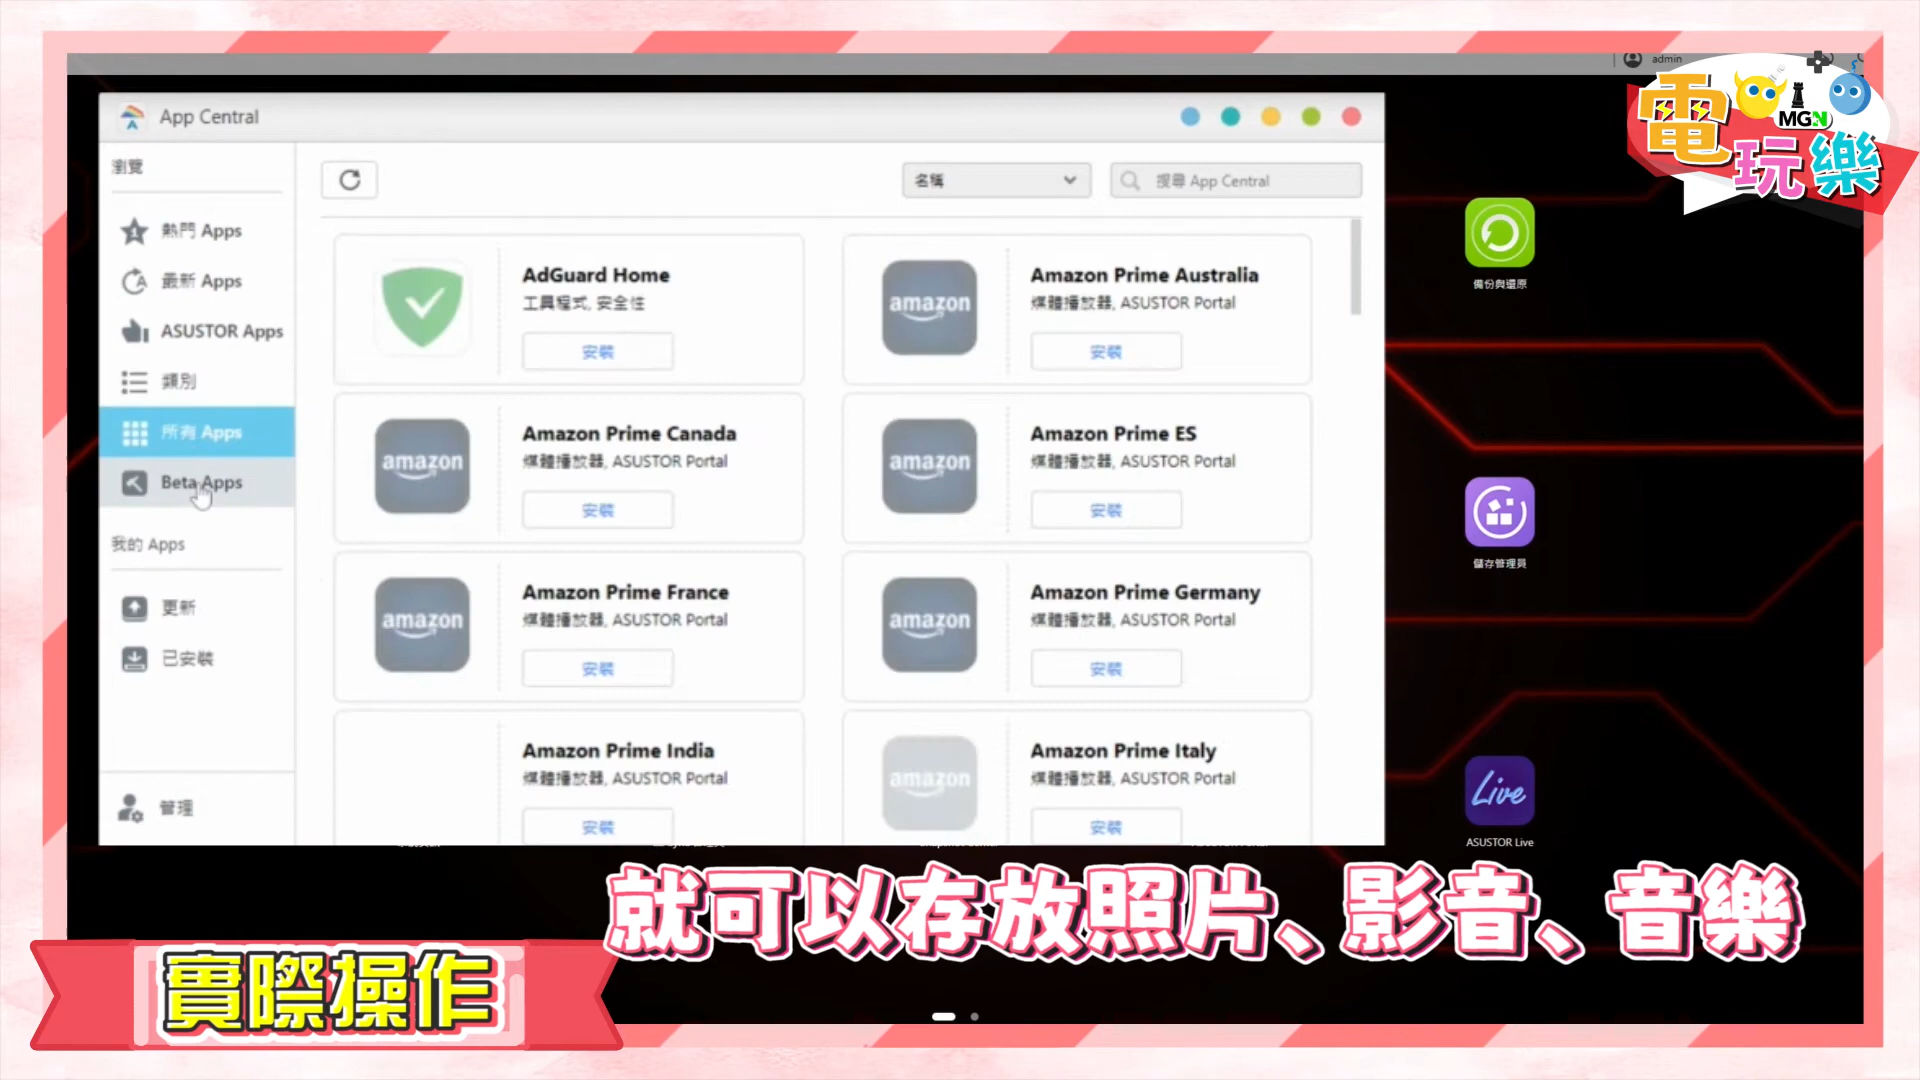 admin
電玩樂
MGN
App Central
瀏覽
名稱
搜尋 App Central
熱門 Apps
最新 Apps
ASUSTOR Apps
類別
所有 Apps
Beta Apps
我的 Apps
更新
已安裝
管理
AdGuard Home
工具程式, 安全性
安裝
Amazon Prime Australia
媒體播放器, ASUSTOR Portal
安裝
amazon
Amazon Prime Canada
媒體播放器, ASUSTOR Portal
安裝
amazon
Amazon Prime ES
媒體播放器, ASUSTOR Portal
安裝
amazon
Amazon Prime France
媒體播放器, ASUSTOR Portal
安裝
amazon
Amazon Prime Germany
媒體播放器, ASUSTOR Portal
安裝
amazon
Amazon Prime India
媒體播放器, ASUSTOR Portal
安裝
Amazon Prime Italy
媒體播放器, ASUSTOR Portal
安裝
amazon
備份與還原
儲存管理員
Live
ASUSTOR Live
就可以存放照片、影音、音樂
實際操作